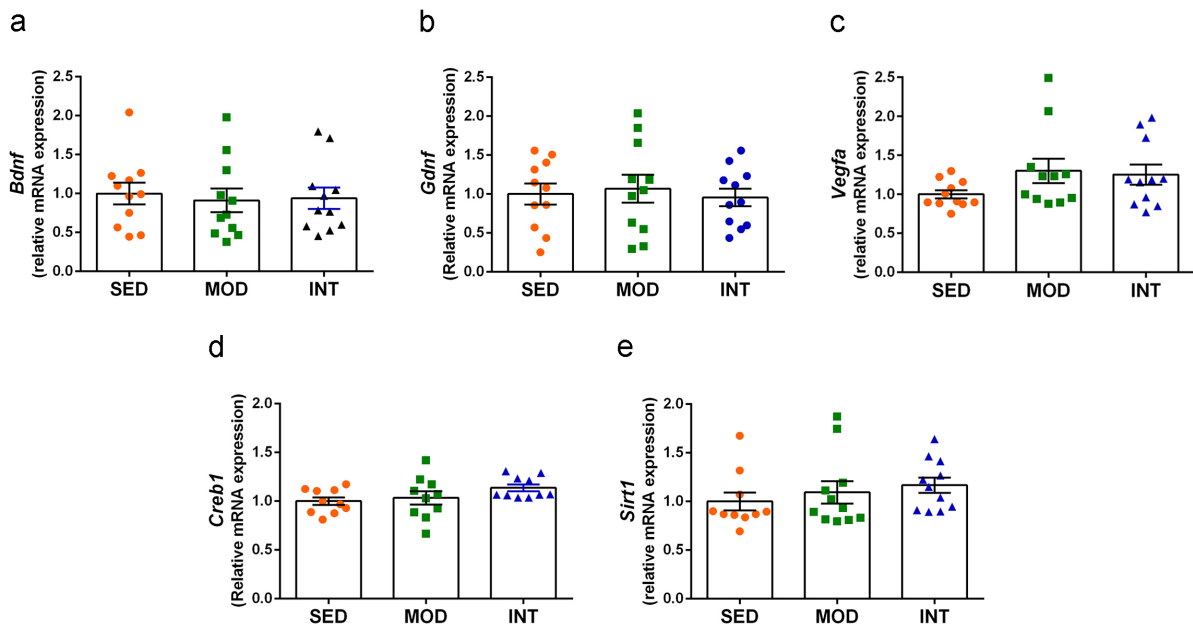 a
Bdnf
(relative mRNA expression)
2.5
2.0
1.5
1.0
0.5
0.0
SED MOD INT
b
Gdnf
(Relative mRNA expression)
2.5
2.0
1.5
1.0
0.5
0.0
SED MOD INT
c
Vegfa
(relative mRNA expression)
2.5
2.0
1.5
1.0
0.5
0.0
SED MOD INT
d
Creb1
(Relative mRNA expression)
2.0
1.5
1.0
0.5
0.0
SED MOD INT
e
Sirt1
(relative mRNA expression)
2.0
1.5
1.0
0.5
0.0
SED MOD INT